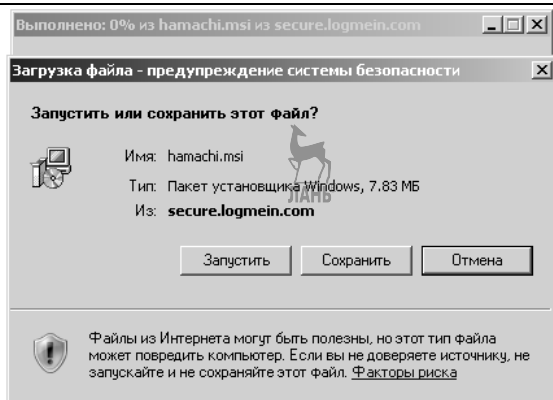 Выполнено: 0% из hamachi.msi из secure.logmein.com
Загрузка файла - предупреждение системы безопасности
Запустить или сохранить этот файл?
Имя: hamachi.msi
Тип: Пакет установщика Windows, 7.83 МБ
ЛАНЬ
Из: secure.logmein.com
Запустить Сохранить Отмена
Файлы из Интернета могут быть полезны, но этот тип файла
может повредить компьютер. Если вы не доверяете источнику, не
запускайте и не сохраняйте этот файл. Факторы риска